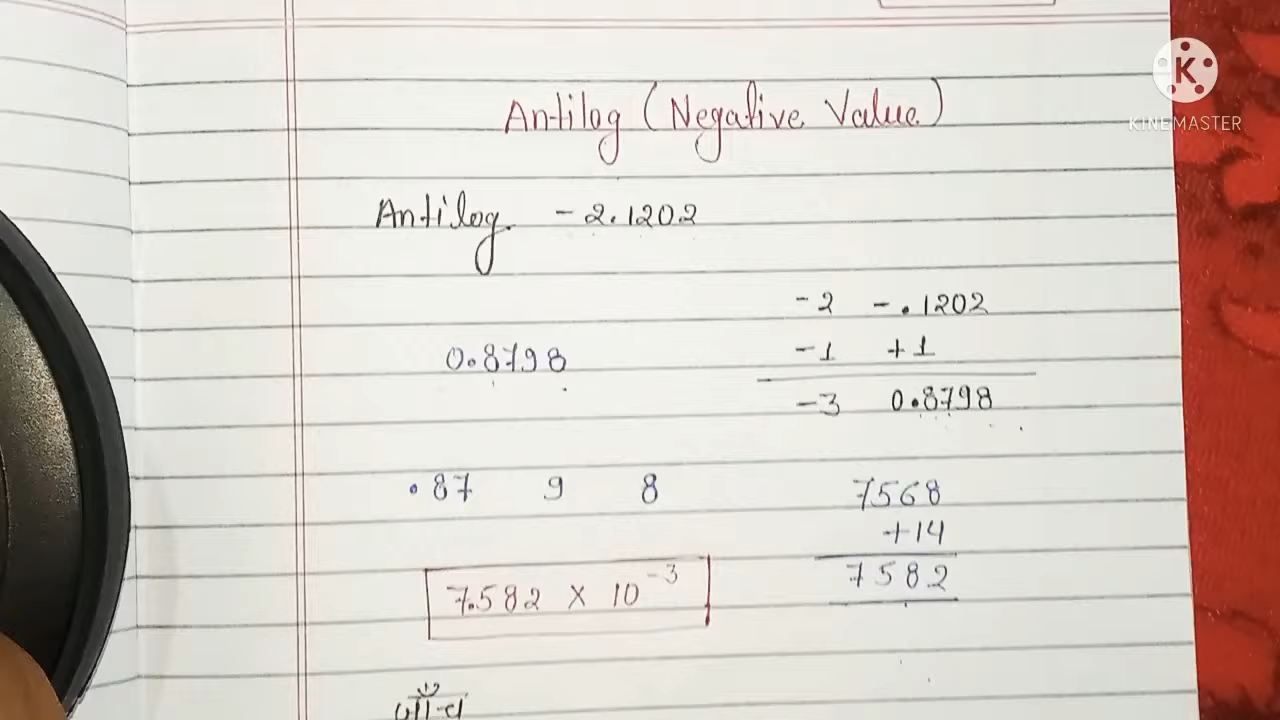 Antilog (Negative Value)
Antilog -2.1202
-2 -.1202
-1 +1
-3 0.8798
0.8798
.87 9 8
7568
+14
7582
7.582 x 10⁻³
K
KINEMASTER